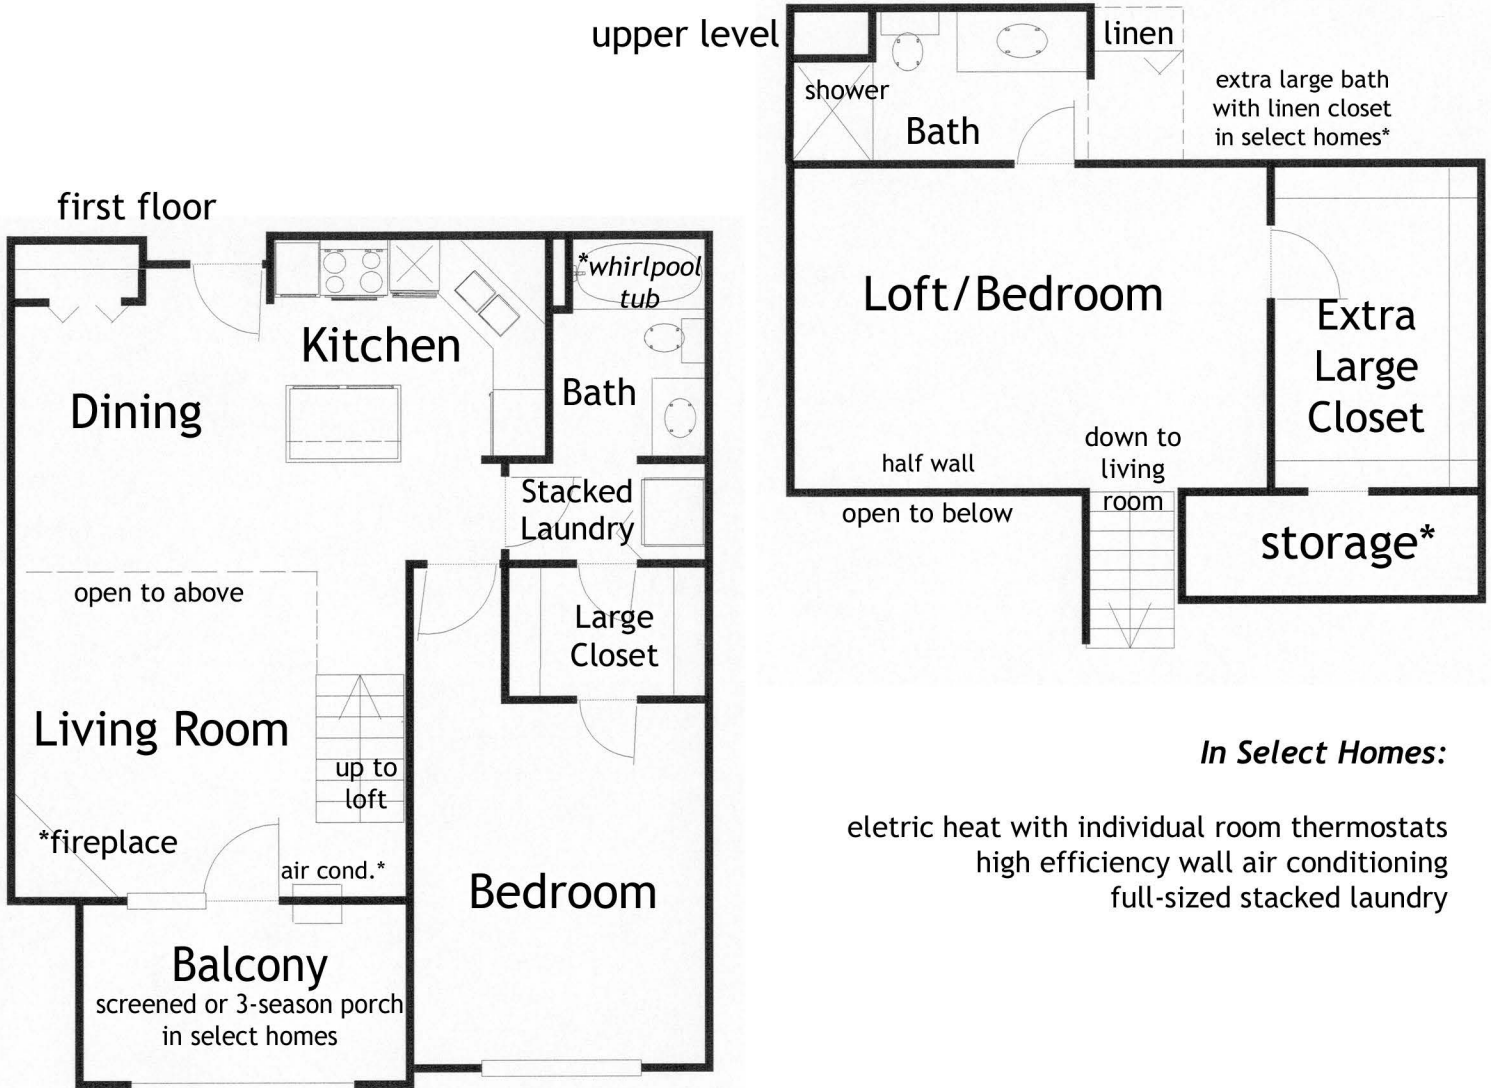 upper level
linen
shower
Bath
extra large bath
with linen closet
in select homes*
Loft/Bedroom
Extra
Large
Closet
half wall
down to
living
room
open to below
storage*
first floor
*whirlpool
tub
Kitchen
Dining
Bath
Stacked
Laundry
open to above
Large
Closet
Living Room
up to
loft
*fireplace
air cond.*
Bedroom
Balcony
screened or 3-season porch
in select homes
In Select Homes:
eletric heat with individual room thermostats
high efficiency wall air conditioning
full-sized stacked laundry